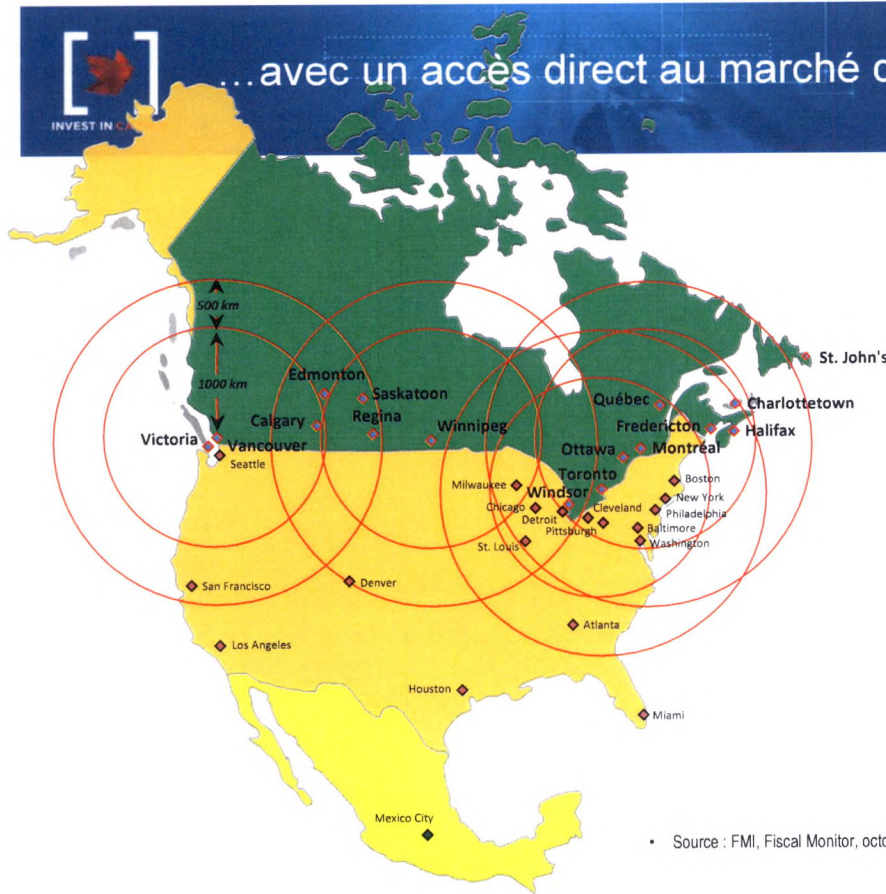 ...avec un accès direct au marché
INVEST IN
500 km
1000 km
Edmonton
Saskatoon
Calgary
Regina
Winnipeg
Victoria
Vancouver
Seattle
St. John's
Québec
Charlottetown
Fredericton
Halifax
Ottawa
Montréal
Toronto
Milwaukee
Windsor
Boston
New York
Chicago
Cleveland
Philadelphia
Detroit
Pittsburgh
Baltimore
St. Louis
Washington
San Francisco
Denver
Atlanta
Los Angeles
Houston
Miami
Mexico City
• Source : FMI, Fiscal Monitor,